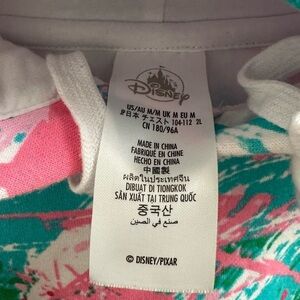 Disney
US/AU M/M UK M EU M
日本 チェスト 104-112 2L
CN 180/96A
MADE IN CHINA
FABRIQUÉ EN CHINE
HECHO EN CHINA
中國製
ผลิตในประเทศจีน
DIBUAT DI TIONGKOK
SẢN XUẤT TẠI TRUNG QUỐC
중국산
صنع في الصين
© DISNEY/PIXAR